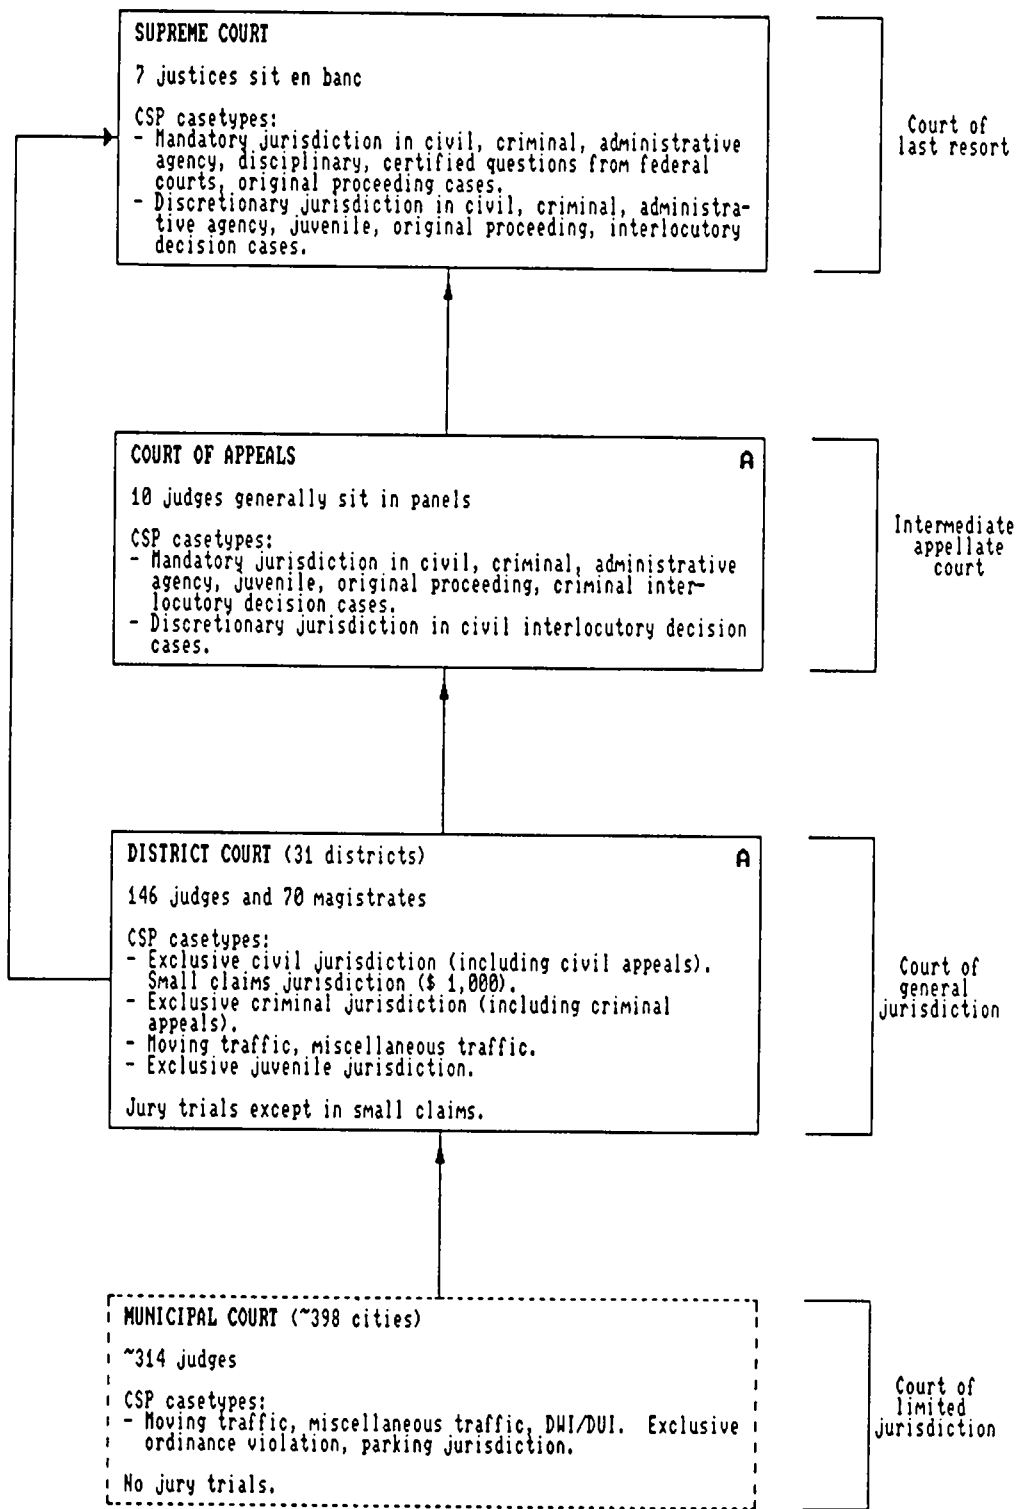 SUPREME COURT
7 justices sit en banc
CSP casetypes:
- Mandatory jurisdiction in civil, criminal, administrative
agency, disciplinary, certified questions from federal
courts, original proceeding cases.
- Discretionary jurisdiction in civil, criminal, administra-
tive agency, juvenile, original proceeding, interlocutory
decision cases.
Court of
last resort
COURT OF APPEALS
A
10 judges generally sit in panels
CSP casetypes:
- Mandatory jurisdiction in civil, criminal, administrative
agency, juvenile, original proceeding, criminal inter-
locutory decision cases.
- Discretionary jurisdiction in civil interlocutory decision
cases.
Intermediate
appellate
court
DISTRICT COURT (31 districts)
A
146 judges and 70 magistrates
CSP casetypes:
- Exclusive civil jurisdiction (including civil appeals).
Small claims jurisdiction ($ 1,000).
- Exclusive criminal jurisdiction (including criminal
appeals).
- Moving traffic, miscellaneous traffic.
- Exclusive juvenile jurisdiction.
Jury trials except in small claims.
Court of
general
jurisdiction
MUNICIPAL COURT (~398 cities)
~314 judges
CSP casetypes:
- Moving traffic, miscellaneous traffic, DWI/DUI. Exclusive
ordinance violation, parking jurisdiction.
No jury trials.
Court of
limited
jurisdiction